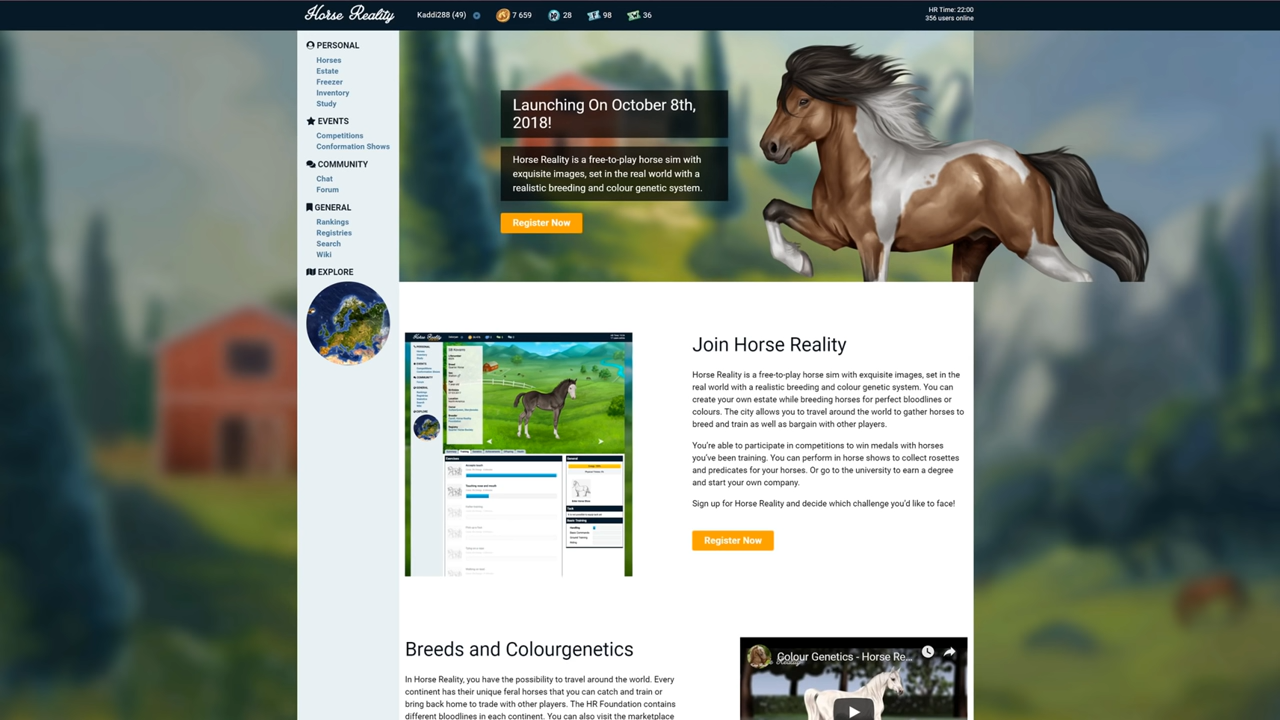 Horse Reality
Kaddi288 (49)
7 659
28
98
36
HR Time: 22:00
356 users online
PERSONAL
Horses
Estate
Freezer
Inventory
Study
EVENTS
Competitions
Conformation Shows
COMMUNITY
Chat
Forum
GENERAL
Rankings
Registries
Search
Wiki
EXPLORE
Launching On October 8th,
2018!
Horse Reality is a free-to-play horse sim with
exquisite images, set in the real world with a
realistic breeding and colour genetic system.
Register Now
Horse Reality
Join Horse Reality
Horse Reality is a free-to-play horse sim with exquisite images, set in the
real world with a realistic breeding and colour genetic system. You can
create your own estate while breeding horses for perfect bloodlines or
colours. The city allows you to travel around the world to gather horses to
breed and train as well as bargain with other players.
You're able to participate in competitions to win medals with horses
you've been training. You can perform in horse shows to collect rosettes
and predicates for your horses. Or go to the university to earn a degree
and start your own company.
Sign up for Horse Reality and decide which challenge you'd like to face!
Register Now
Breeds and Colourgenetics
In Horse Reality, you have the possibility to travel around the world. Every
continent has their unique feral horses that you can catch and train or
bring back home to trade with other players. The HR Foundation contains
different bloodlines in each continent. You can also visit the marketplace
Colour Genetics - Horse Re...